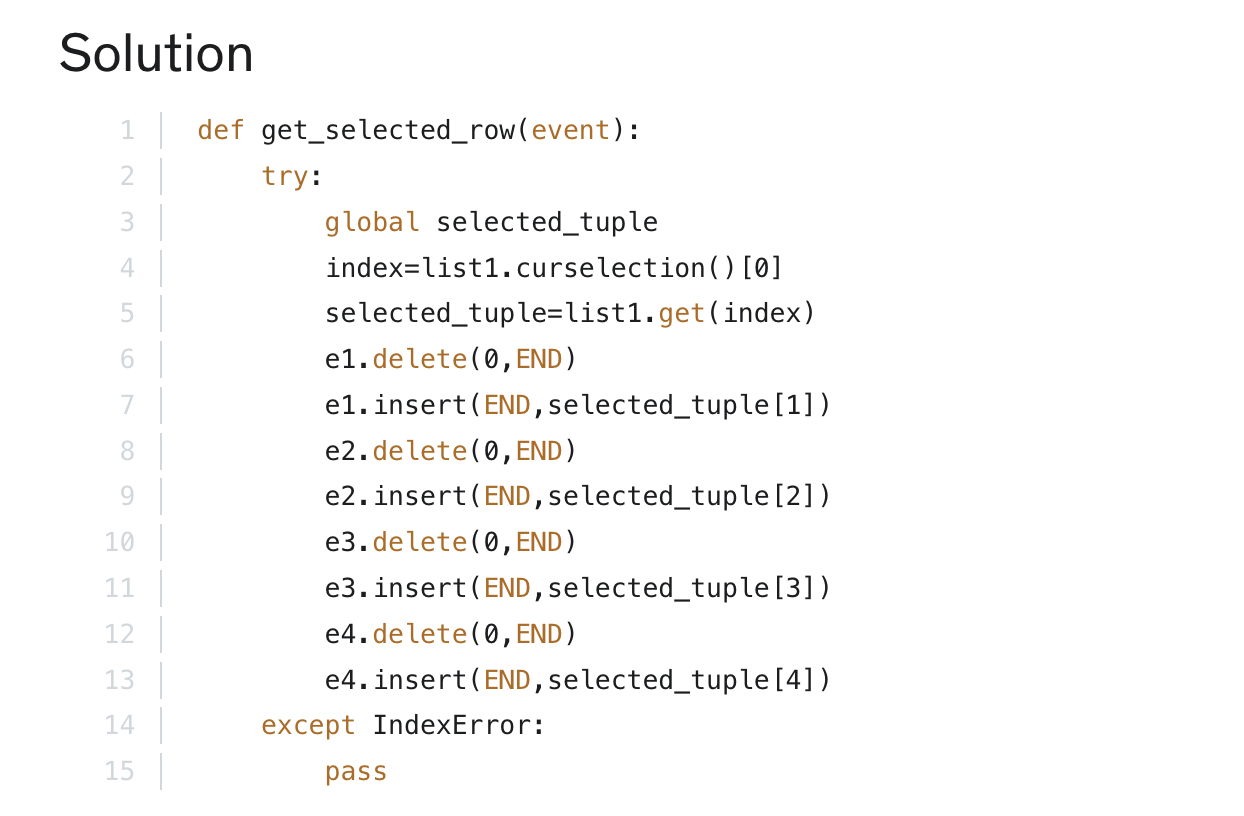 Solution
1 def get_selected_row(event):
2     try:
3         global selected_tuple
4         index=list1.curselection()[0]
5         selected_tuple=list1.get(index)
6         e1.delete(0,END)
7         e1.insert(END,selected_tuple[1])
8         e2.delete(0,END)
9         e2.insert(END,selected_tuple[2])
10         e3.delete(0,END)
11         e3.insert(END,selected_tuple[3])
12         e4.delete(0,END)
13         e4.insert(END,selected_tuple[4])
14     except IndexError:
15         pass